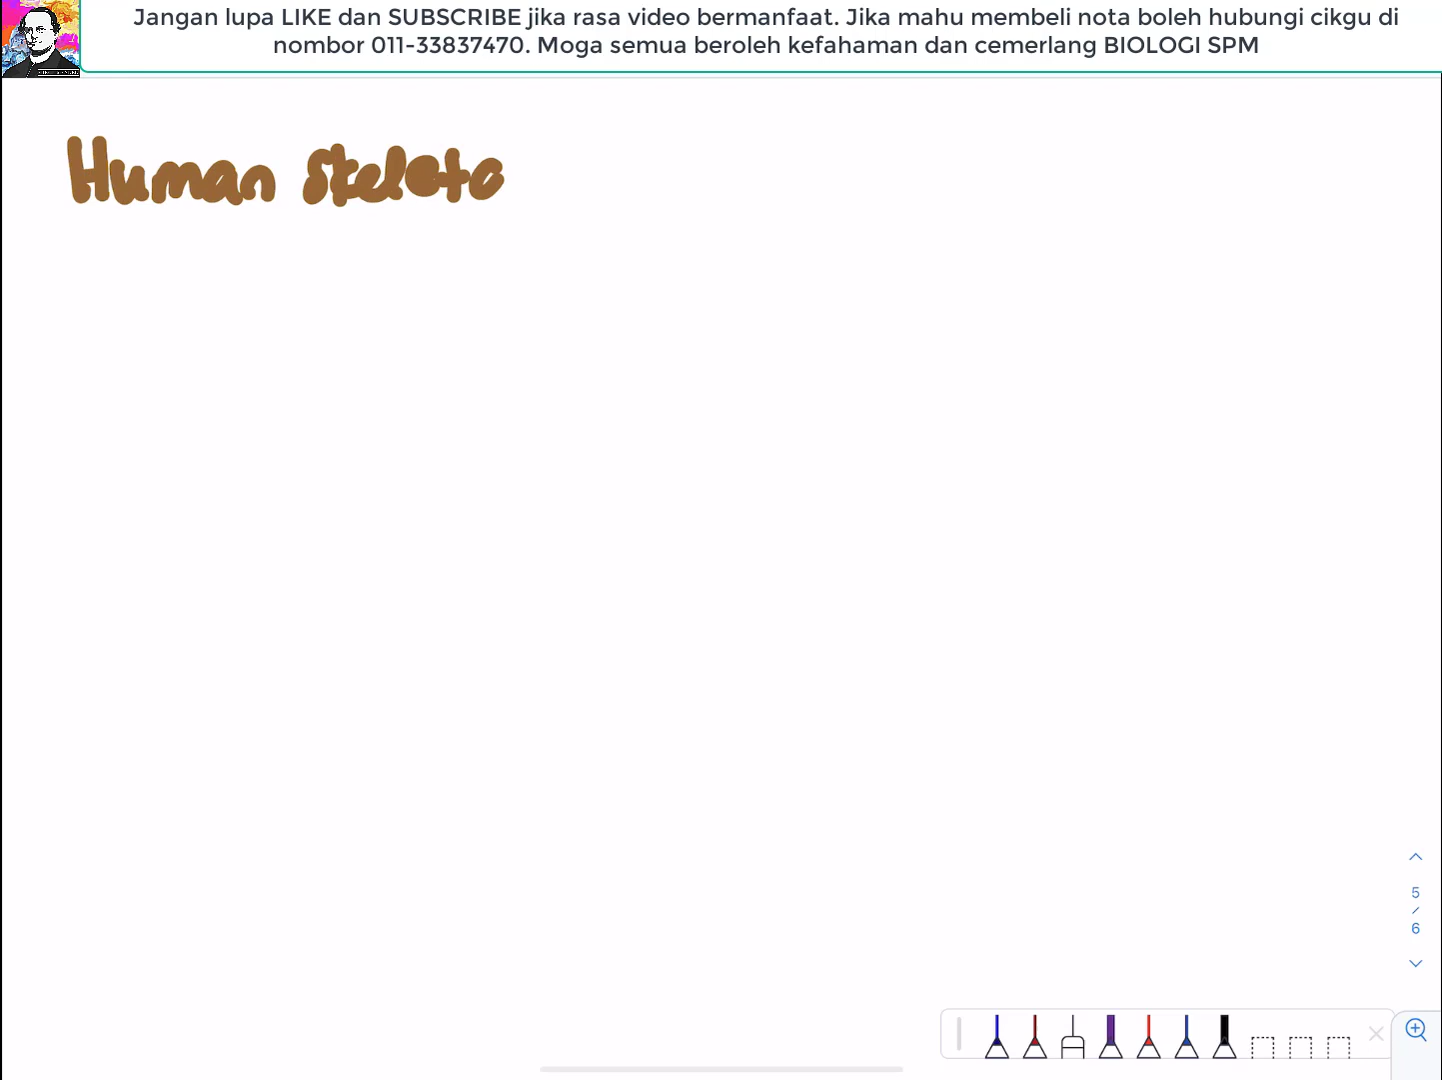 Jangan lupa LIKE dan SUBSCRIBE jika rasa video bermanfaat. Jika mahu membeli nota boleh hubungi cikgu di
nombor 011-33837470. Moga semua beroleh kefahaman dan cemerlang BIOLOGI SPM
Human Skeleto
5
/
6